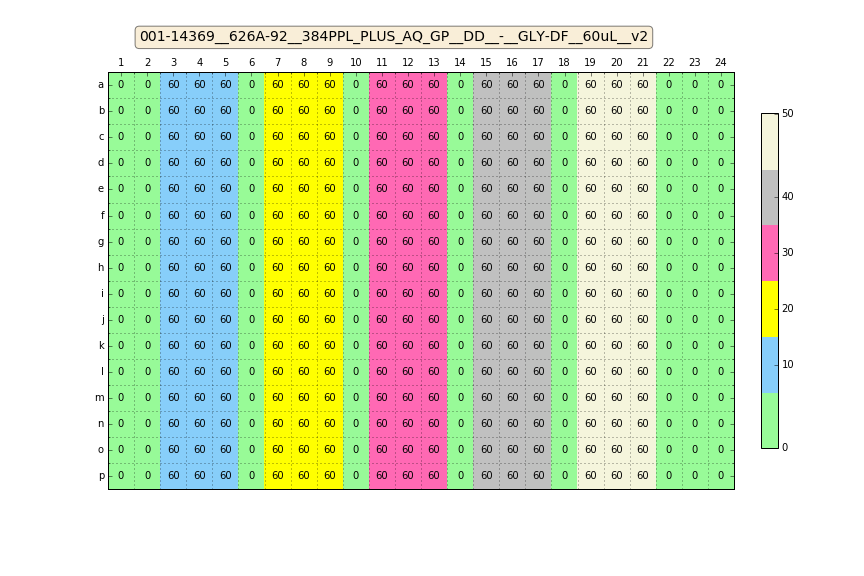 001-14369__626A-92__384PPL_PLUS_AQ_GP__DD__-__GLY-DF__60uL__v2
1 2 3 4 5 6 7 8 9 10 11 12 13 14 15 16 17 18 19 20 21 22 23 24
a 0 0 60 60 60 0 60 60 60 0 60 60 60 0 60 60 60 0 60 60 60 0 0 0
b 0 0 60 60 60 0 60 60 60 0 60 60 60 0 60 60 60 0 60 60 60 0 0 0
c 0 0 60 60 60 0 60 60 60 0 60 60 60 0 60 60 60 0 60 60 60 0 0 0
d 0 0 60 60 60 0 60 60 60 0 60 60 60 0 60 60 60 0 60 60 60 0 0 0
e 0 0 60 60 60 0 60 60 60 0 60 60 60 0 60 60 60 0 60 60 60 0 0 0
f 0 0 60 60 60 0 60 60 60 0 60 60 60 0 60 60 60 0 60 60 60 0 0 0
g 0 0 60 60 60 0 60 60 60 0 60 60 60 0 60 60 60 0 60 60 60 0 0 0
h 0 0 60 60 60 0 60 60 60 0 60 60 60 0 60 60 60 0 60 60 60 0 0 0
i 0 0 60 60 60 0 60 60 60 0 60 60 60 0 60 60 60 0 60 60 60 0 0 0
j 0 0 60 60 60 0 60 60 60 0 60 60 60 0 60 60 60 0 60 60 60 0 0 0
k 0 0 60 60 60 0 60 60 60 0 60 60 60 0 60 60 60 0 60 60 60 0 0 0
l 0 0 60 60 60 0 60 60 60 0 60 60 60 0 60 60 60 0 60 60 60 0 0 0
m 0 0 60 60 60 0 60 60 60 0 60 60 60 0 60 60 60 0 60 60 60 0 0 0
n 0 0 60 60 60 0 60 60 60 0 60 60 60 0 60 60 60 0 60 60 60 0 0 0
o 0 0 60 60 60 0 60 60 60 0 60 60 60 0 60 60 60 0 60 60 60 0 0 0
p 0 0 60 60 60 0 60 60 60 0 60 60 60 0 60 60 60 0 60 60 60 0 0 0
50
40
30
20
10
0